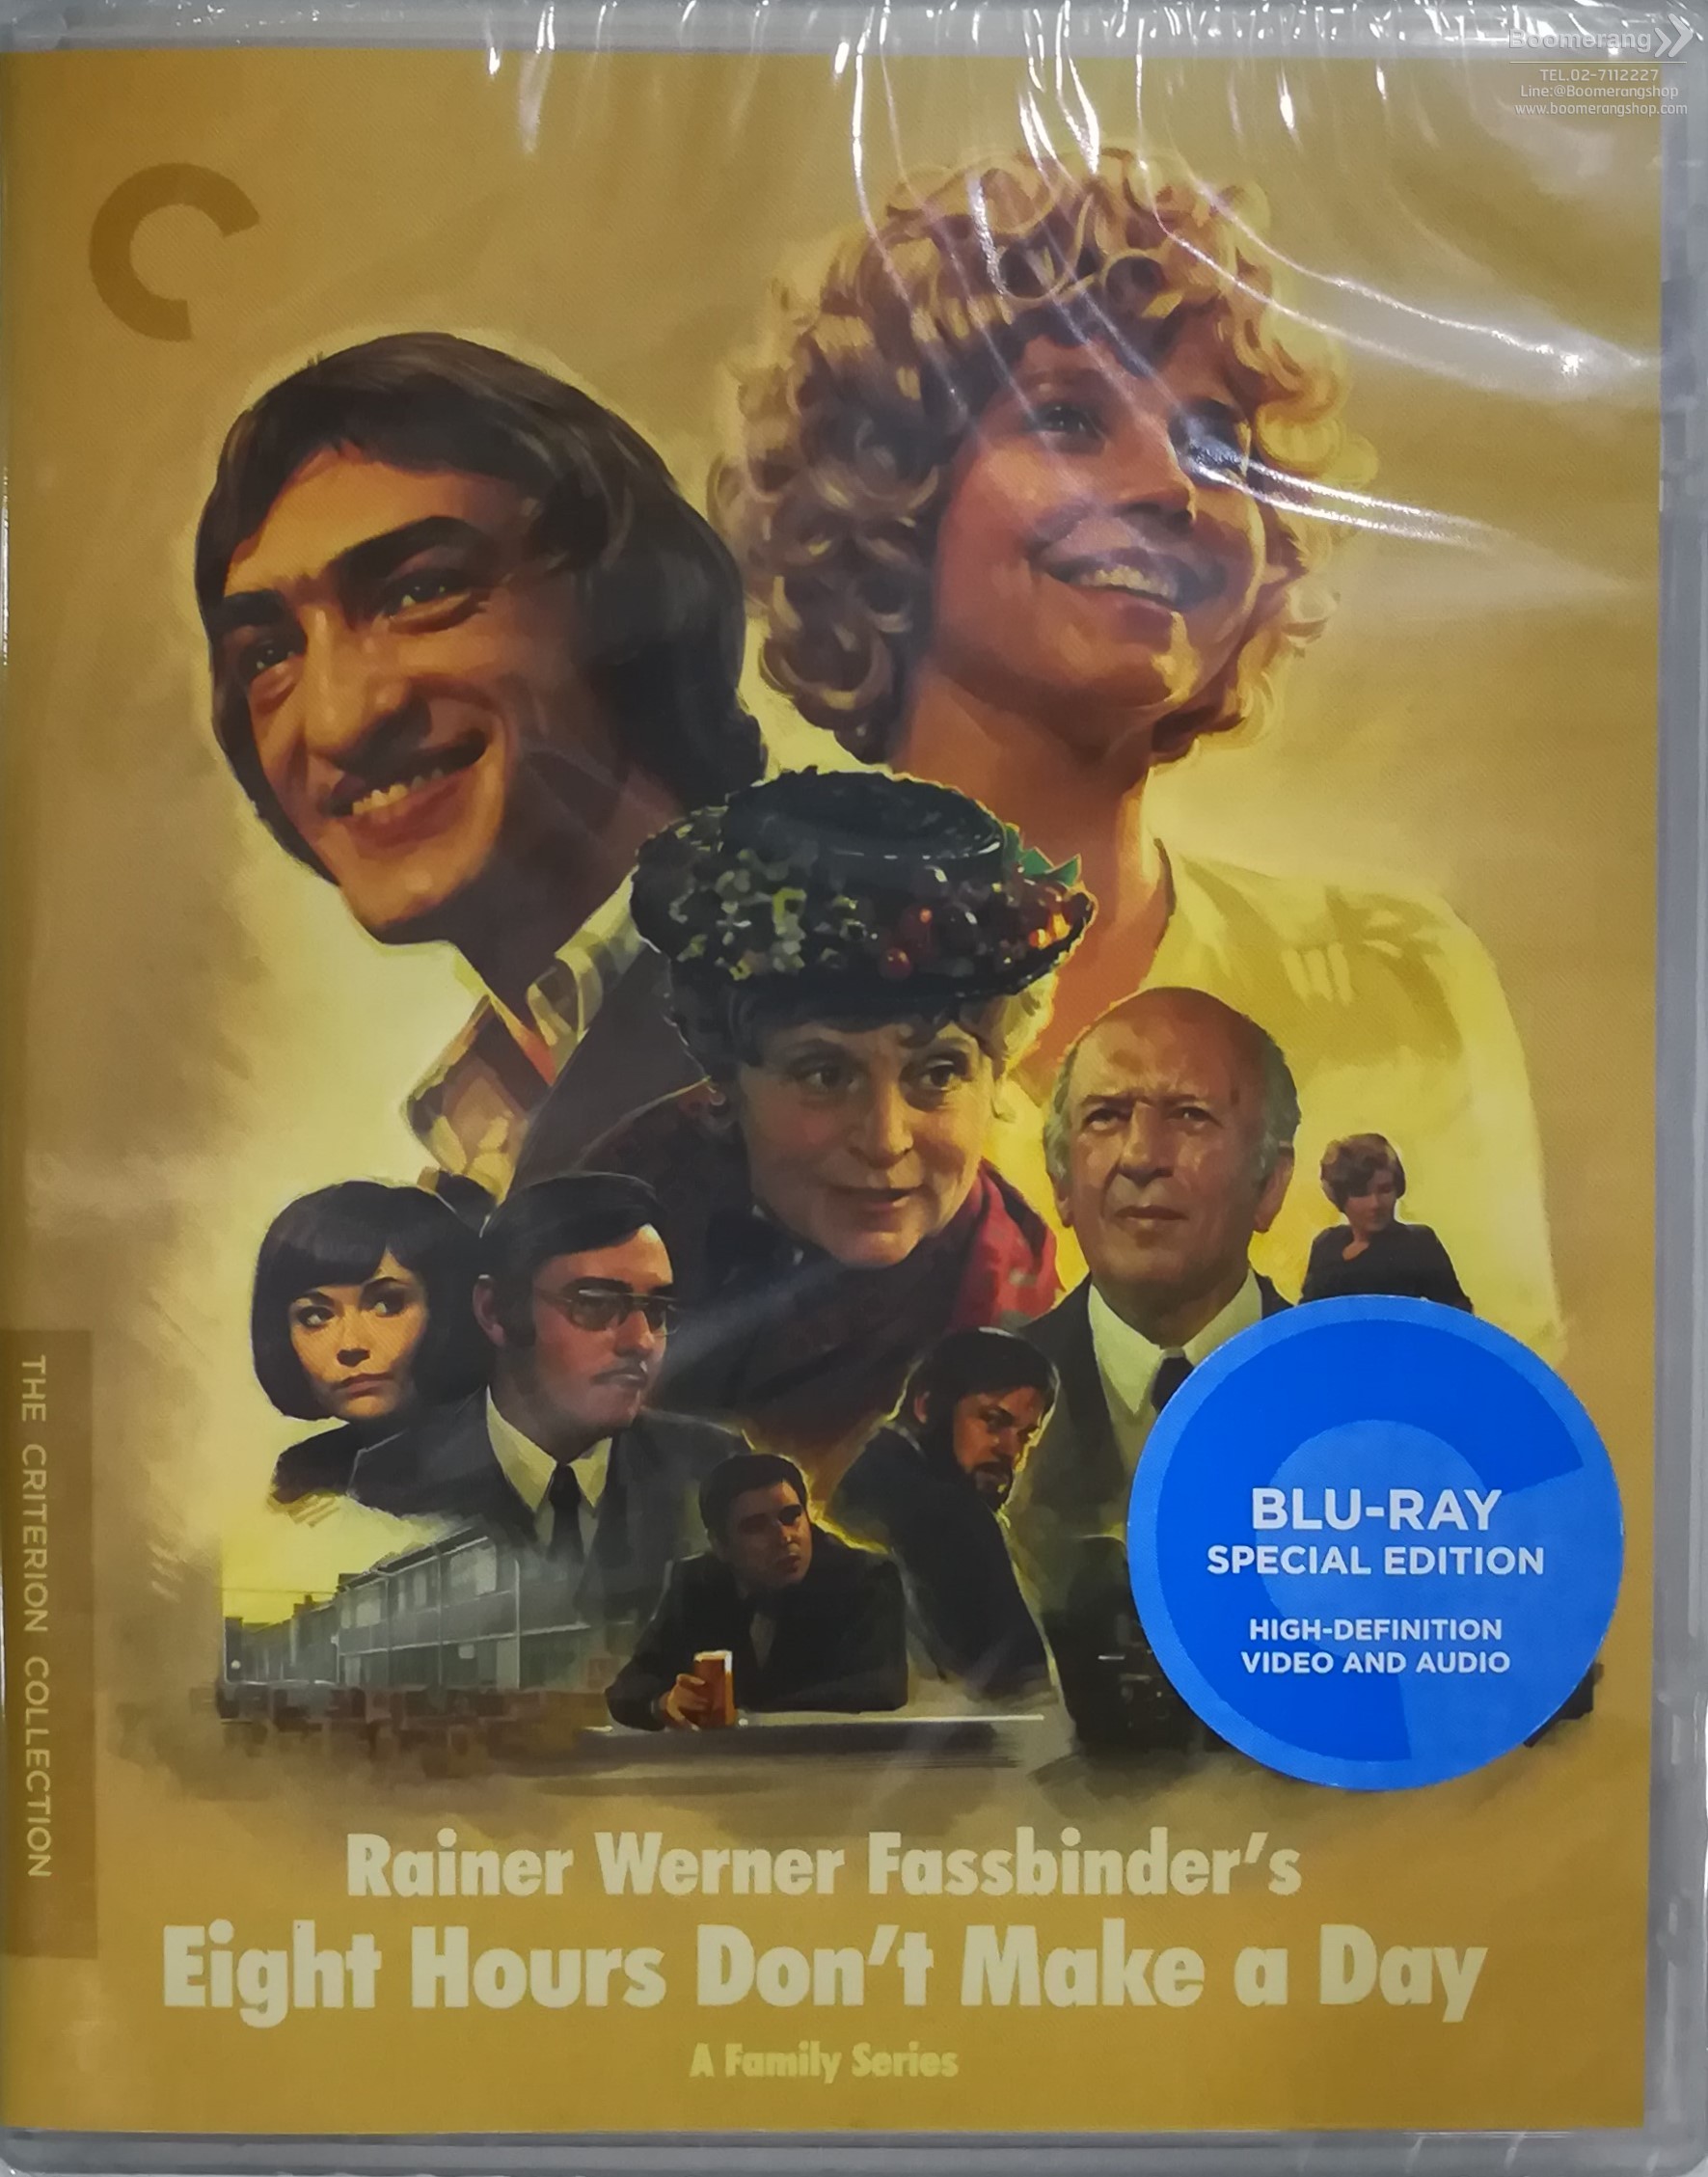 Boomerang
TEL.02-7112227
Line:@Boomerangshop
www.boomerangshop.com
THE CRITERION COLLECTION
BLU-RAY
SPECIAL EDITION
HIGH-DEFINITION
VIDEO AND AUDIO
Rainer Werner Fassbinder's
Eight Hours Don't Make a Day
A Family Series